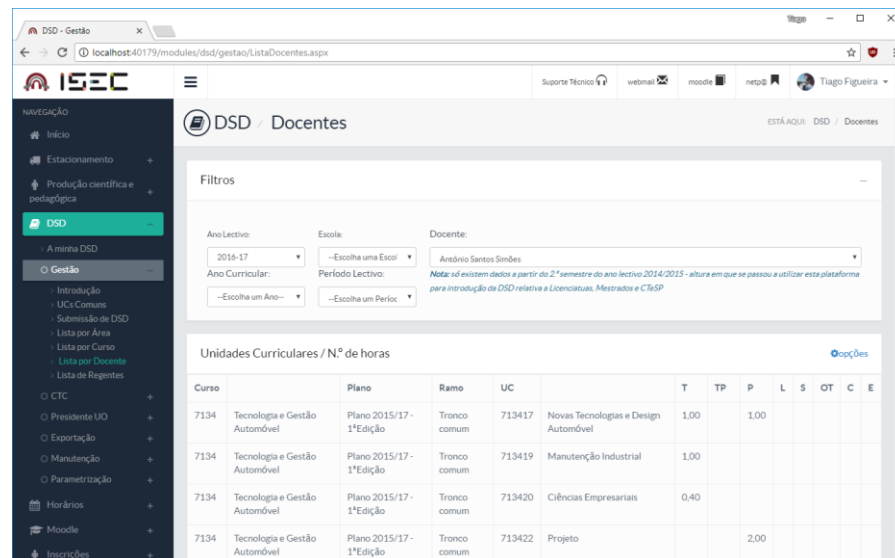 DSD - Gestão
Tiago
localhost:40179/modules/dsd/gestao/ListaDocentes.aspx
ISEC
Suporte Técnico
webmail
moodle
netp@
Tiago Figueira
NAVEGAÇÃO
Início
Estacionamento +
Produção científica e
pedagógica +
DSD −
A minha DSD
Gestão −
Introdução
UCs Comuns
Submissão de DSD
Lista por Área
Lista por Curso
Lista por Docente
Lista de Regentes
CTC +
Presidente UO +
Exportação +
Manutenção +
Parametrização +
Horários +
Moodle +
Inscrições +
DSD / Docentes
ESTÁ AQUI: DSD / Docentes
Filtros −
Ano Lectivo: Escola: Docente:
2016-17 --Escolha uma Escol António Santos Simões
Ano Curricular: Período Lectivo: Nota: só existem dados a partir do 2.º semestre do ano lectivo 2014/2015 - altura em que se passou a utilizar esta plataforma
--Escolha um Ano-- --Escolha um Períoc para introdução da DSD relativa a Licenciatuas, Mestrados e CTeSP
Unidades Curriculares / N.º de horas opções
Curso Plano Ramo UC T TP P L S OT C E
7134 Tecnologia e Gestão Plano 2015/17 - Tronco 713417 Novas Tecnologias e Design 1,00 1,00
Automóvel 1ªEdição comum Automóvel
7134 Tecnologia e Gestão Plano 2015/17 - Tronco 713419 Manutenção Industrial 1,00
Automóvel 1ªEdição comum
7134 Tecnologia e Gestão Plano 2015/17 - Tronco 713420 Ciências Empresariais 0,40
Automóvel 1ªEdição comum
7134 Tecnologia e Gestão Plano 2015/17 - Tronco 713422 Projeto 2,00
Automóvel 1ªEdição comum